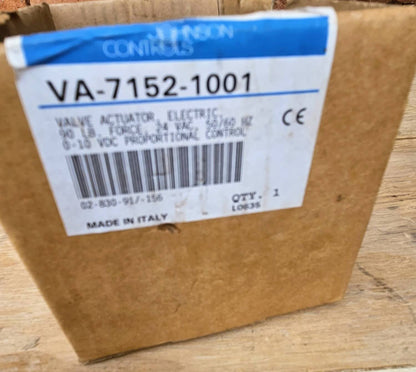 JOHNSON
CONTROLS
VA-7152-1001
VALVE ACTUATOR, ELECTRIC
90 LB. FORCE, 24 VAC, 50/60 HZ
0-10 VDC PROPORTIONAL CONTROL
CE
02-830-91/-156
QTY. 1
L0635
MADE IN ITALY